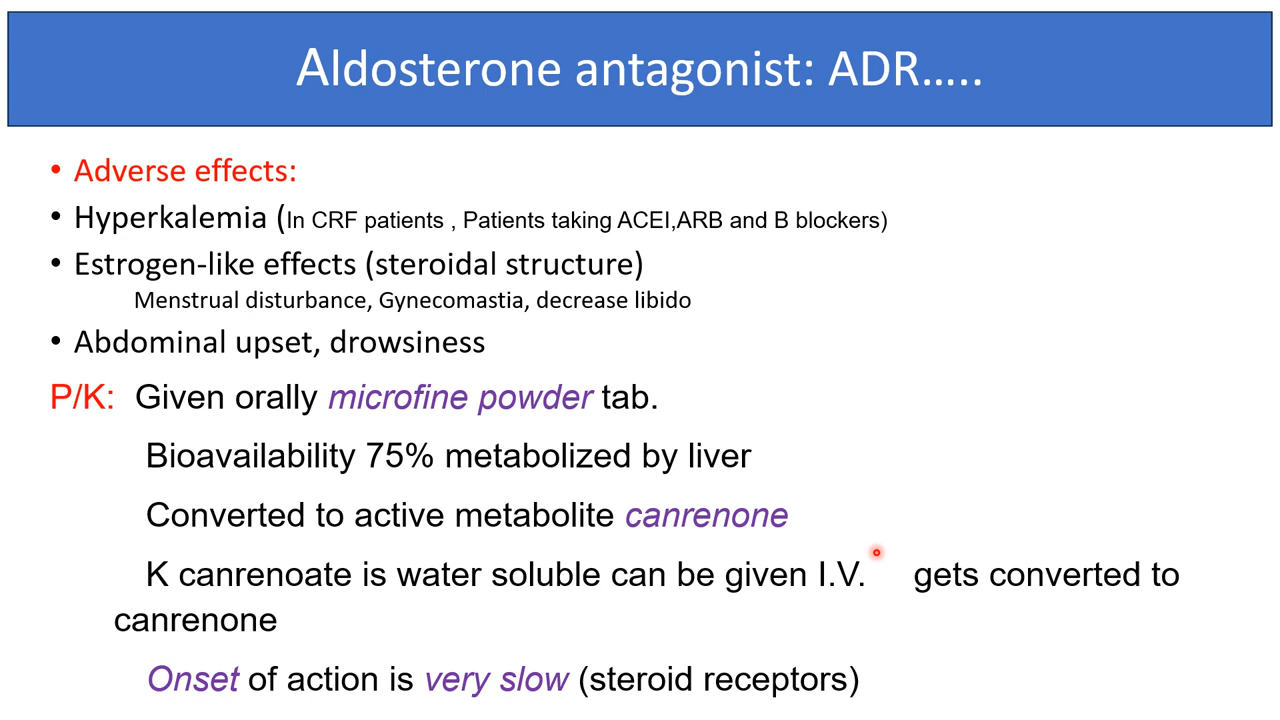 Aldosterone antagonist: ADR…..
• Adverse effects:
• Hyperkalemia (In CRF patients , Patients taking ACEI,ARB and B blockers)
• Estrogen-like effects (steroidal structure)
Menstrual disturbance, Gynecomastia, decrease libido
• Abdominal upset, drowsiness
P/K: Given orally microfine powder tab.
Bioavailability 75% metabolized by liver
Converted to active metabolite canrenone
K canrenoate is water soluble can be given I.V. gets converted to
canrenone
Onset of action is very slow (steroid receptors)